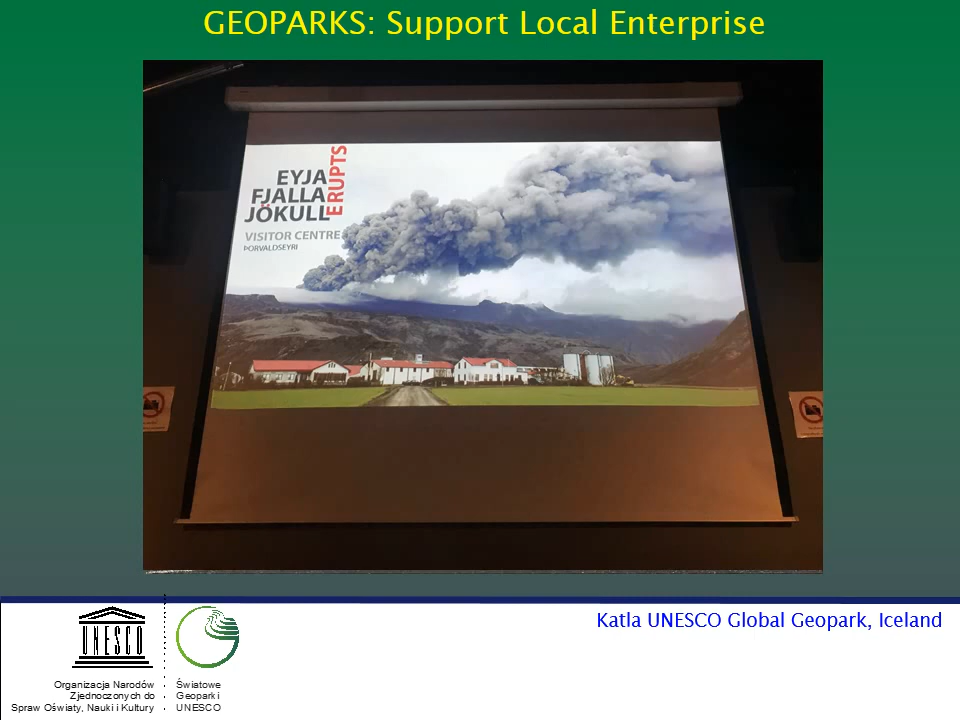 GEOPARKS: Support Local Enterprise
EYJA
FJALLA
JÖKULL
ERUPTS
VISITOR CENTRE
ÞORVALDSEYRI
Katla UNESCO Global Geopark, Iceland
UNESCO
Organizacja Narodów
Zjednoczonych do
Spraw Oświaty, Nauki i Kultury
Światowe
Geoparki
UNESCO